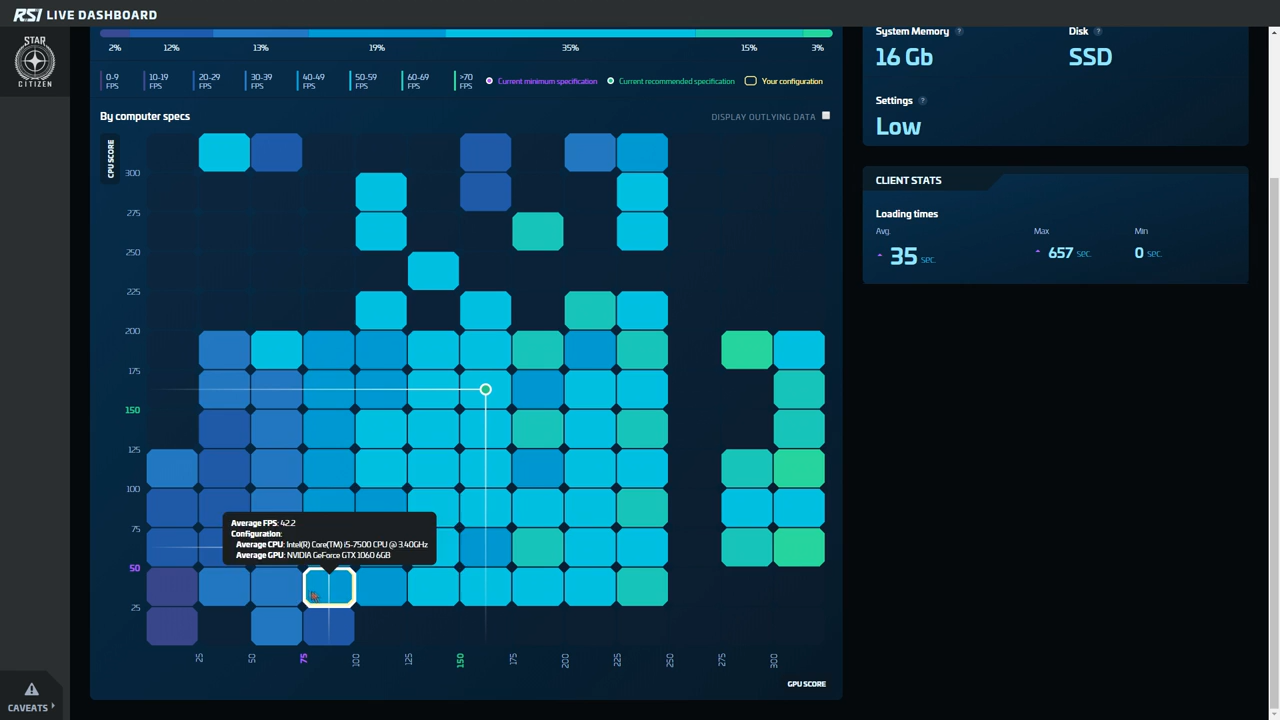 RSI LIVE DASHBOARD
STAR
CITIZEN
2%
12%
13%
19%
35%
15%
3%
0-9
FPS
10-19
FPS
20-29
FPS
30-39
FPS
40-49
FPS
50-59
FPS
60-69
FPS
>70
FPS
Current minimum specification
Current recommended specification
Your configuration
By computer specs
DISPLAY OUTLYING DATA
CPU SCORE
300
275
250
225
200
175
150
125
100
75
50
25
Average FPS: 42.2
Configuration:
Average CPU: Intel(R) Core(TM) i5-7500 CPU @ 3.40GHz
Average GPU: NVIDIA GeForce GTX 1060 6GB
25
50
75
100
125
150
175
200
225
250
275
300
GPU SCORE
System Memory ?
16 Gb
Disk ?
SSD
Settings ?
Low
CLIENT STATS
Loading times
Avg.
35 sec.
Max
657 sec.
Min
0 sec.
CAVEATS